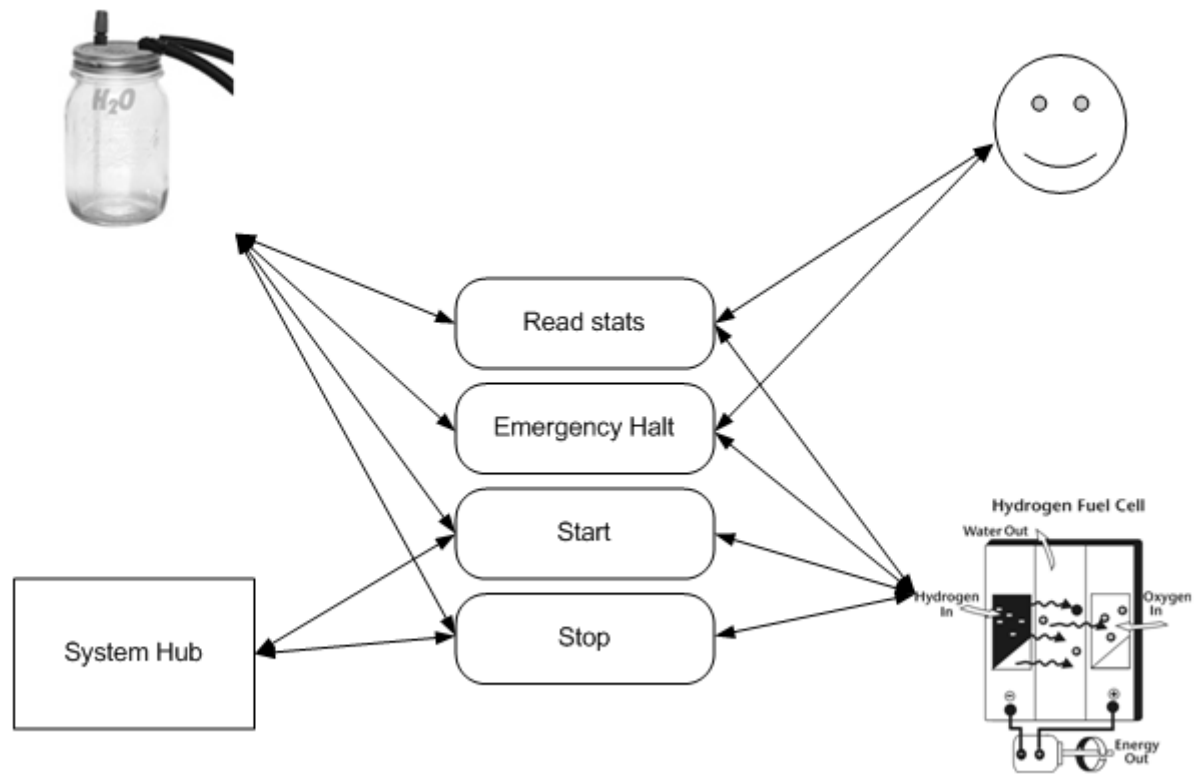 H₂O
Read stats
Emergency Halt
Start
Stop
System Hub
Hydrogen Fuel Cell
Water Out
Hydrogen
In
Oxygen
In
Energy
Out